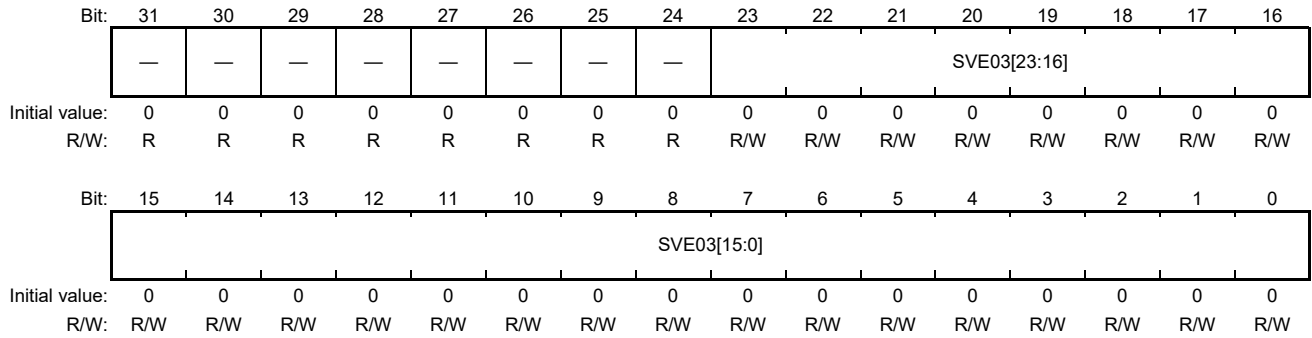 Bit: 31 30 29 28 27 26 25 24 23 22 21 20 19 18 17 16
— — — — — — — — SVE03[23:16]
Initial value: 0 0 0 0 0 0 0 0 0 0 0 0 0 0 0 0
R/W: R R R R R R R R R/W R/W R/W R/W R/W R/W R/W R/W
Bit: 15 14 13 12 11 10 9 8 7 6 5 4 3 2 1 0
SVE03[15:0]
Initial value: 0 0 0 0 0 0 0 0 0 0 0 0 0 0 0 0
R/W: R/W R/W R/W R/W R/W R/W R/W R/W R/W R/W R/W R/W R/W R/W R/W R/W